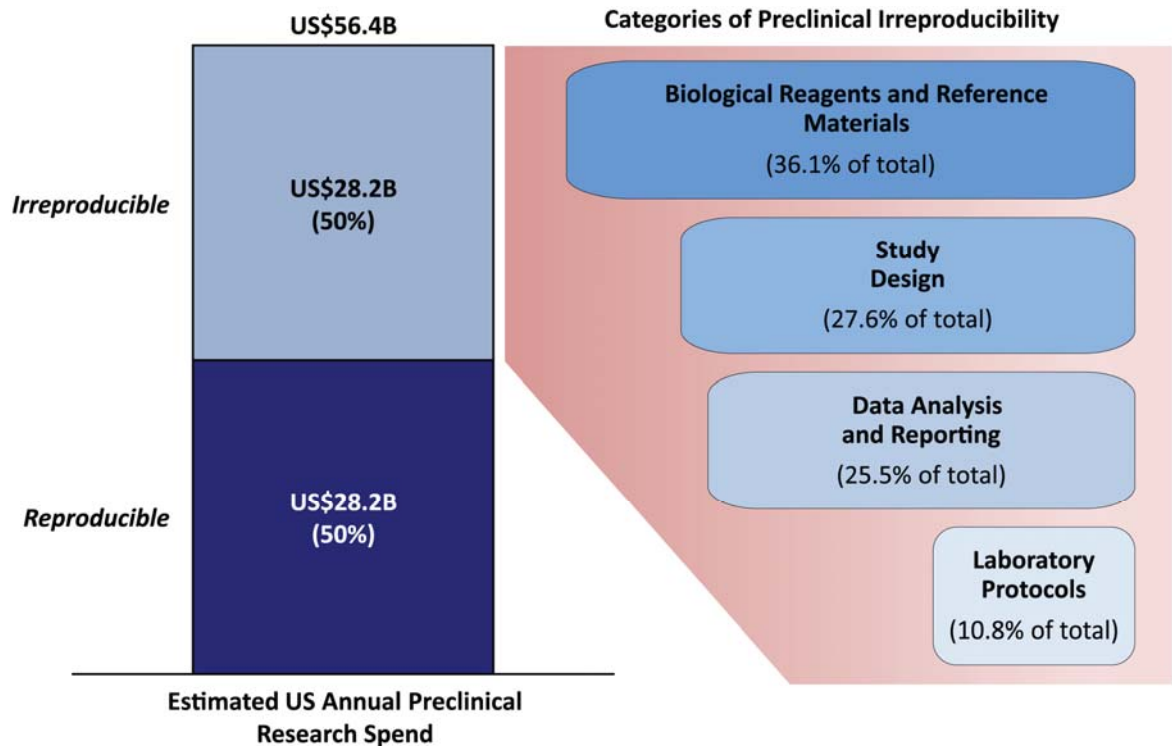 US$56.4B
Irreproducible
US$28.2B
(50%)
Reproducible
US$28.2B
(50%)
Estimated US Annual Preclinical
Research Spend
Categories of Preclinical Irreproducibility
Biological Reagents and Reference
Materials
(36.1% of total)
Study
Design
(27.6% of total)
Data Analysis
and Reporting
(25.5% of total)
Laboratory
Protocols
(10.8% of total)